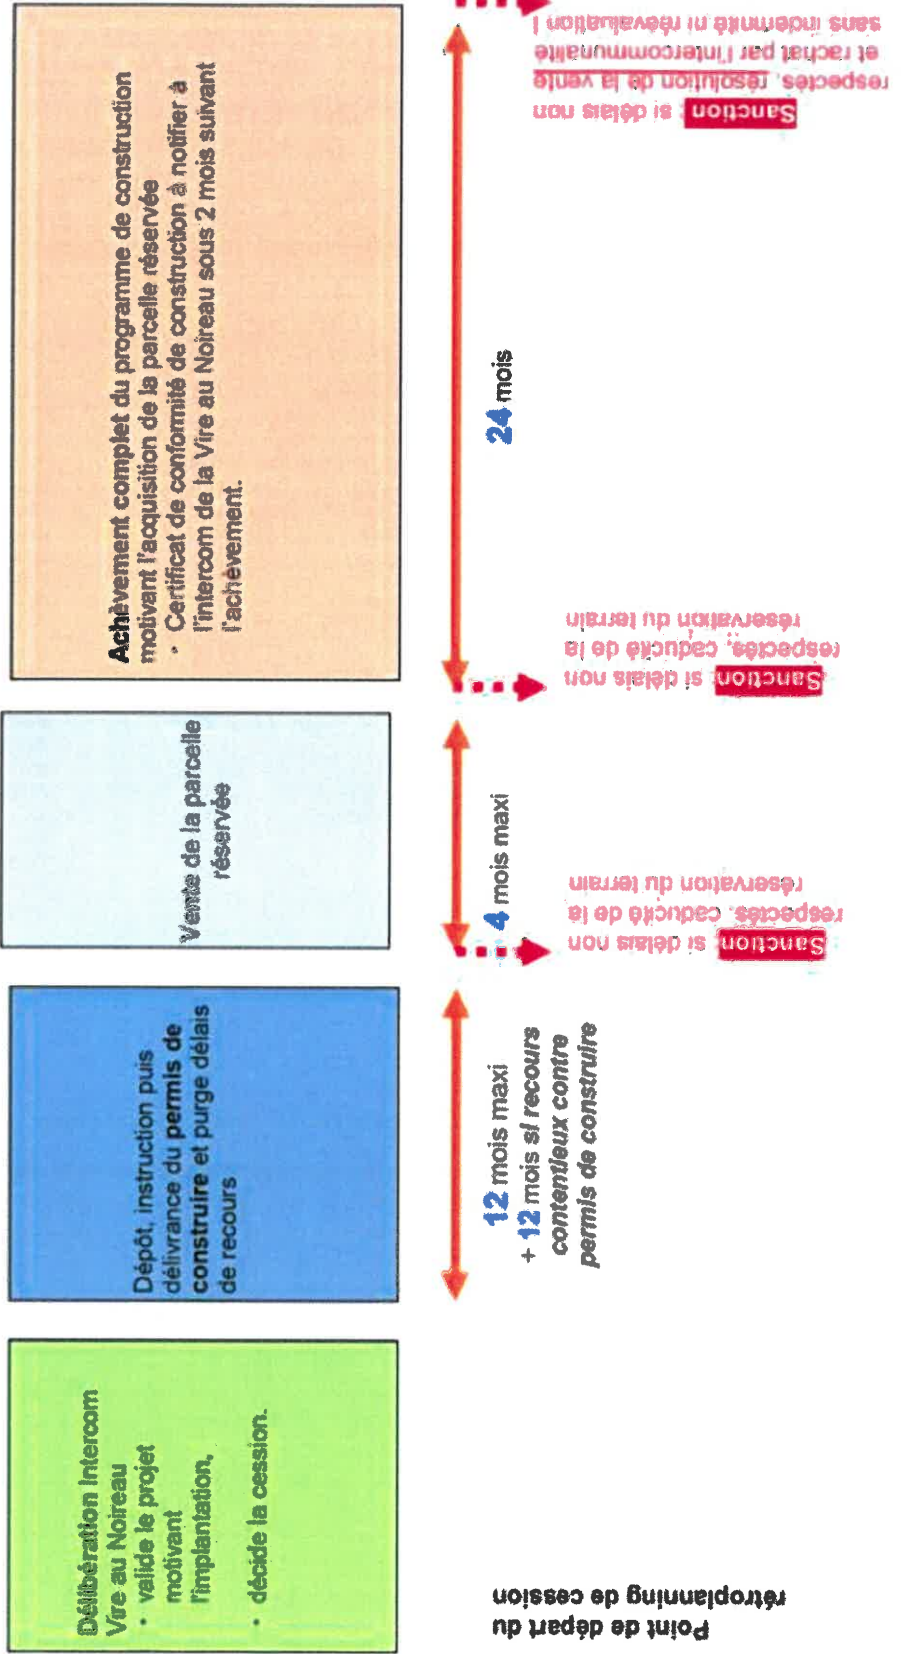 Délibération Intercom
Vire au Noireau
• valide le projet
motivant
l'implantation,
• décide la cession.
Point de départ du
rétroplanning de cession
Dépôt, instruction puis
délivrance du permis de
construire et purge délais
de recours
12 mois maxi
+ 12 mois si recours
contentieux contre
permis de construire
Sanction : si délais non
respectés, caducité de la
réservation du terrain
Vente de la parcelle
réservée
4 mois maxi
Sanction : si délais non
respectés, caducité de la
réservation du terrain
Achèvement complet du programme de construction
motivant l'acquisition de la parcelle réservée
• Certificat de conformité de construction à notifier à
l'intercom de la Vire au Noireau sous 2 mois suivant
l'achèvement.
24 mois
Sanction : si délais non
respectés, résolution de la vente
et rachat par l'intercommunalité
sans indemnité ni réévaluation !